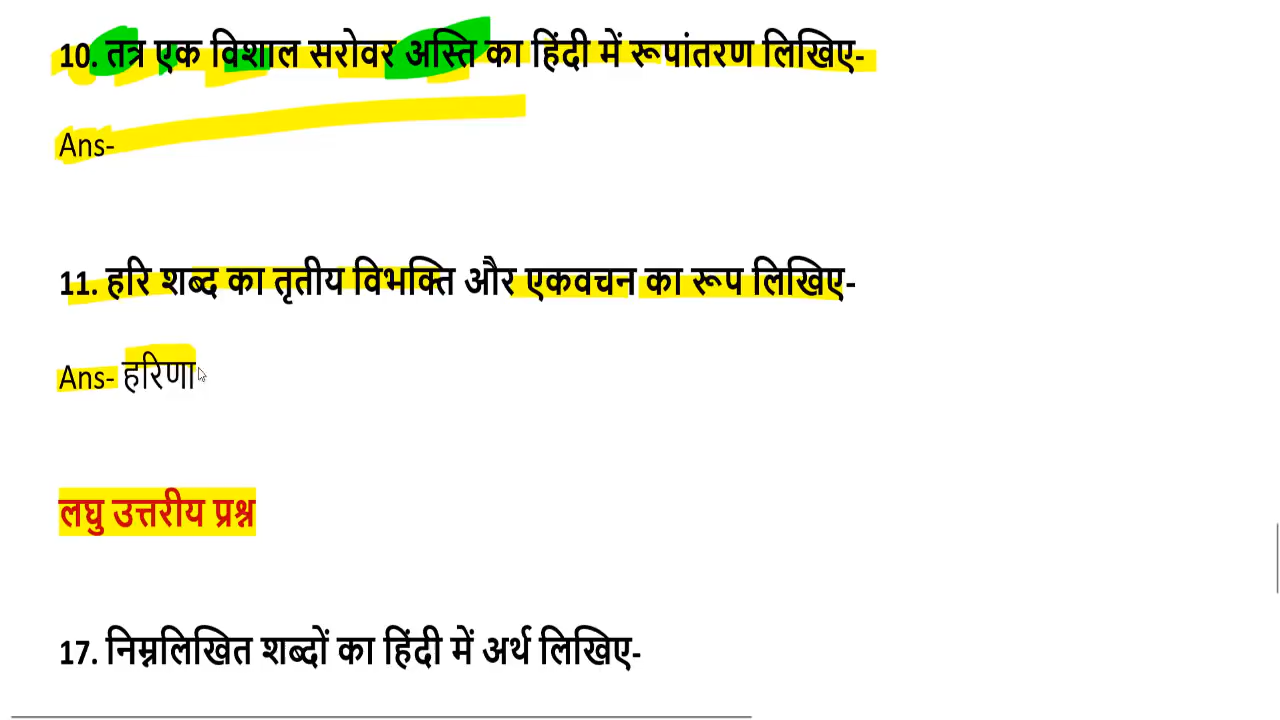 10. तत्र एक विशाल सरोवर अस्ति का हिंदी में रूपांतरण लिखिए-
Ans-
11. हरि शब्द का तृतीय विभक्ति और एकवचन का रूप लिखिए-
Ans- हरिणा
लघु उत्तरीय प्रश्न
17. निम्नलिखित शब्दों का हिंदी में अर्थ लिखिए-